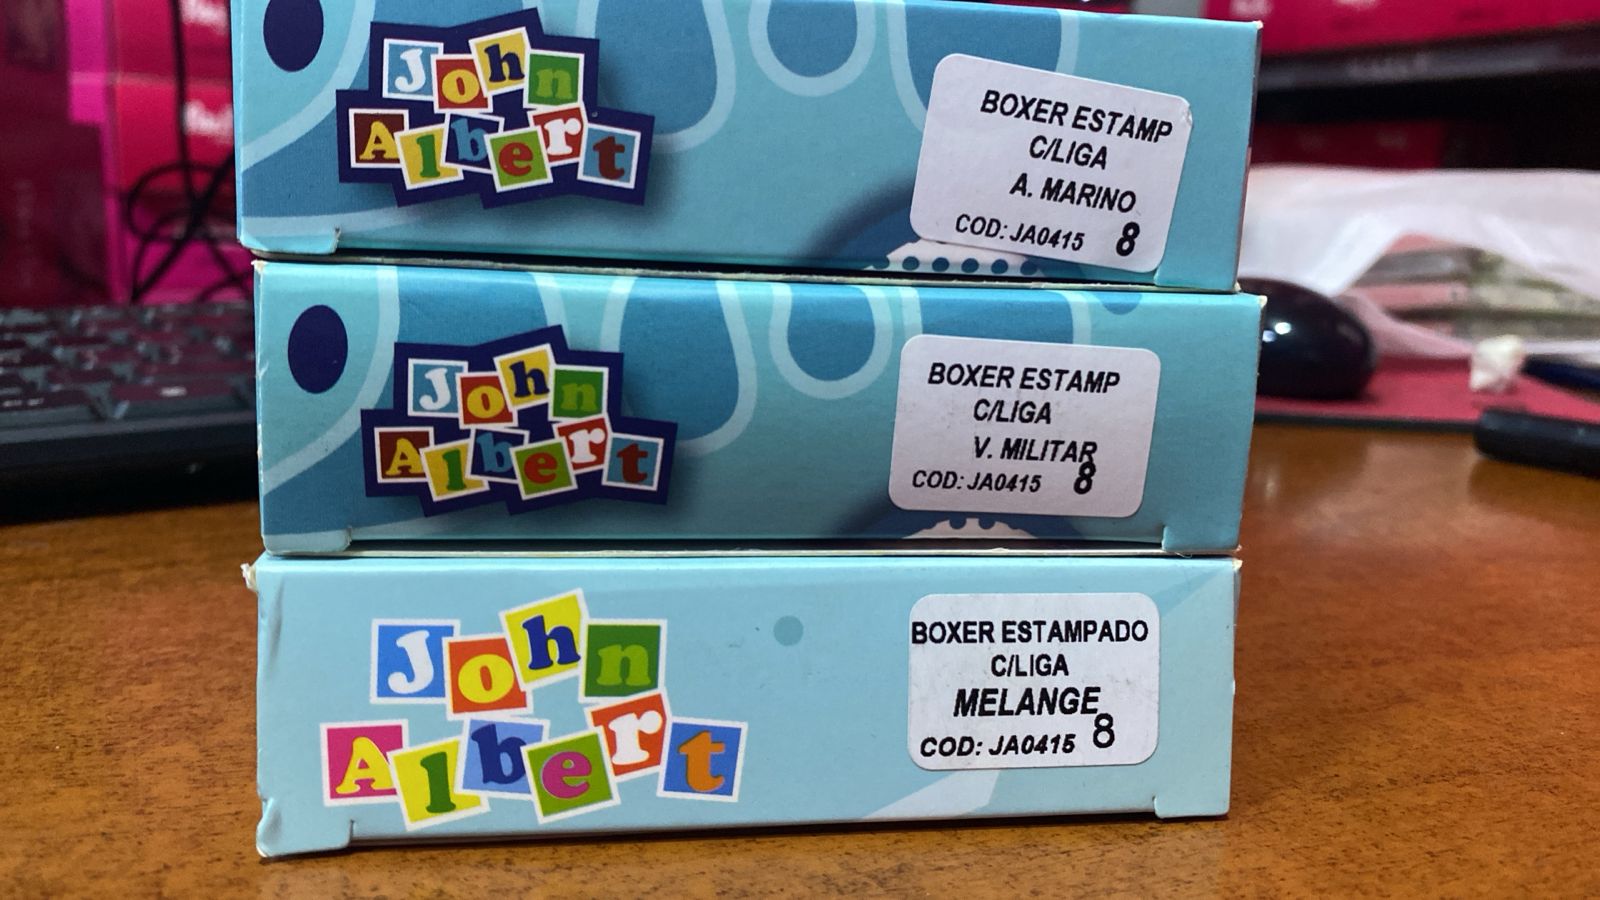 John
Albert
BOXER ESTAMP
C/LIGA
A. MARINO
COD: JA0415 8
John
Albert
BOXER ESTAMP
C/LIGA
V. MILITAR
COD: JA0415 8
John
Albert
BOXER ESTAMPADO
C/LIGA
MELANGE
COD: JA0415 8